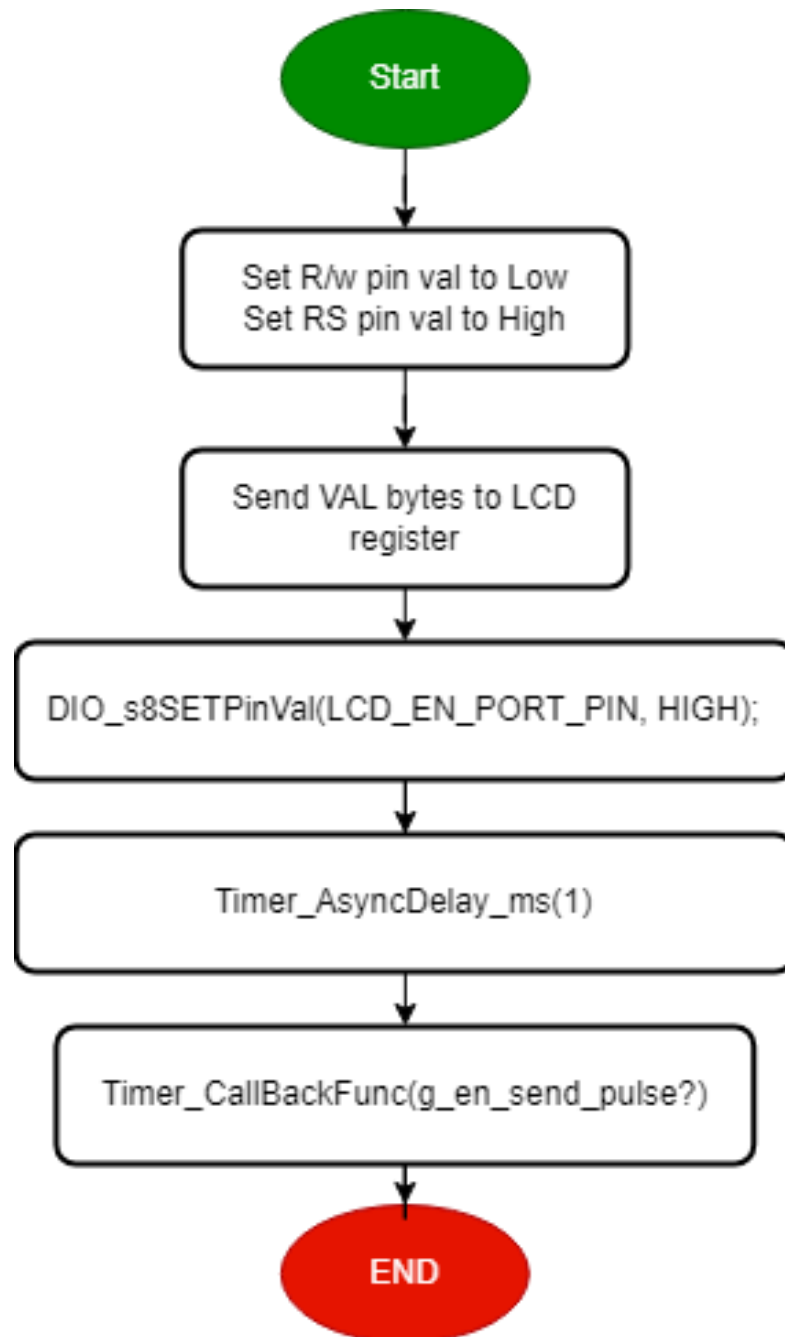 Start
Set R/w pin val to Low
Set RS pin val to High
Send VAL bytes to LCD
register
DIO_s8SETPinVal(LCD_EN_PORT_PIN, HIGH);
Timer_AsyncDelay_ms(1)
Timer_CallBackFunc(g_en_send_pulse?)
END